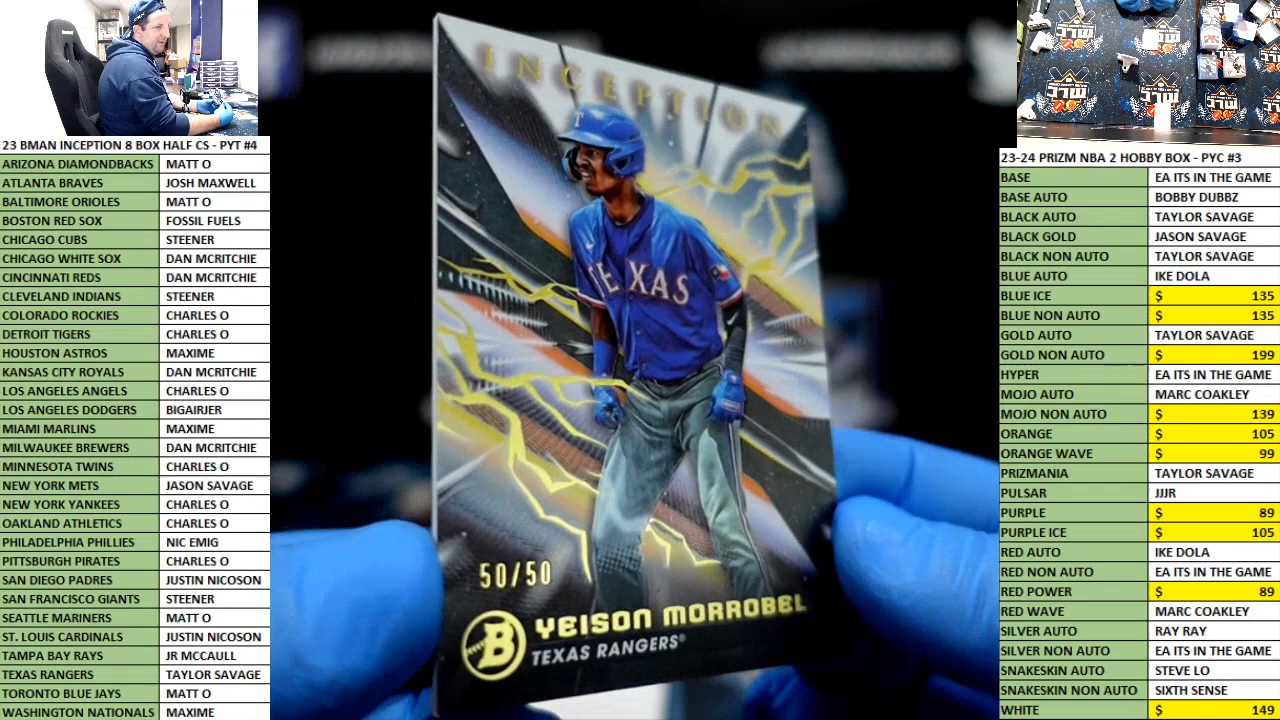 23 BMAN INCEPTION 8 BOX HALF CS - PYT #4
ARIZONA DIAMONDBACKS MATT O
ATLANTA BRAVES JOSH MAXWELL
BALTIMORE ORIOLES MATT O
BOSTON RED SOX FOSSIL FUELS
CHICAGO CUBS STEENER
CHICAGO WHITE SOX DAN MCRITCHIE
CINCINNATI REDS DAN MCRITCHIE
CLEVELAND INDIANS STEENER
COLORADO ROCKIES CHARLES O
DETROIT TIGERS CHARLES O
HOUSTON ASTROS MAXIME
KANSAS CITY ROYALS DAN MCRITCHIE
LOS ANGELES ANGELS CHARLES O
LOS ANGELES DODGERS BIGAIRJER
MIAMI MARLINS MAXIME
MILWAUKEE BREWERS DAN MCRITCHIE
MINNESOTA TWINS CHARLES O
NEW YORK METS JASON SAVAGE
NEW YORK YANKEES CHARLES O
OAKLAND ATHLETICS CHARLES O
PHILADELPHIA PHILLIES NIC EMIG
PITTSBURGH PIRATES CHARLES O
SAN DIEGO PADRES JUSTIN NICOSON
SAN FRANCISCO GIANTS STEENER
SEATTLE MARINERS MATT O
ST. LOUIS CARDINALS JUSTIN NICOSON
TAMPA BAY RAYS JR MCCAULL
TEXAS RANGERS TAYLOR SAVAGE
TORONTO BLUE JAYS MATT O
WASHINGTON NATIONALS MAXIME
INCEPTION
T
TEXAS
50/50
B
YEISON MORROBEL
TEXAS RANGERS®
23-24 PRIZM NBA 2 HOBBY BOX - PYC #3
BASE EA ITS IN THE GAME
BASE AUTO BOBBY DUBBZ
BLACK AUTO TAYLOR SAVAGE
BLACK GOLD JASON SAVAGE
BLACK NON AUTO TAYLOR SAVAGE
BLUE AUTO IKE DOLA
BLUE ICE $ 135
BLUE NON AUTO $ 135
GOLD AUTO TAYLOR SAVAGE
GOLD NON AUTO $ 199
HYPER EA ITS IN THE GAME
MOJO AUTO MARC COAKLEY
MOJO NON AUTO $ 139
ORANGE $ 105
ORANGE WAVE $ 99
PRIZMANIA TAYLOR SAVAGE
PULSAR JJJR
PURPLE $ 89
PURPLE ICE $ 105
RED AUTO IKE DOLA
RED NON AUTO EA ITS IN THE GAME
RED POWER $ 89
RED WAVE MARC COAKLEY
SILVER AUTO RAY RAY
SILVER NON AUTO EA ITS IN THE GAME
SNAKESKIN AUTO STEVE LO
SNAKESKIN NON AUTO SIXTH SENSE
WHITE $ 149